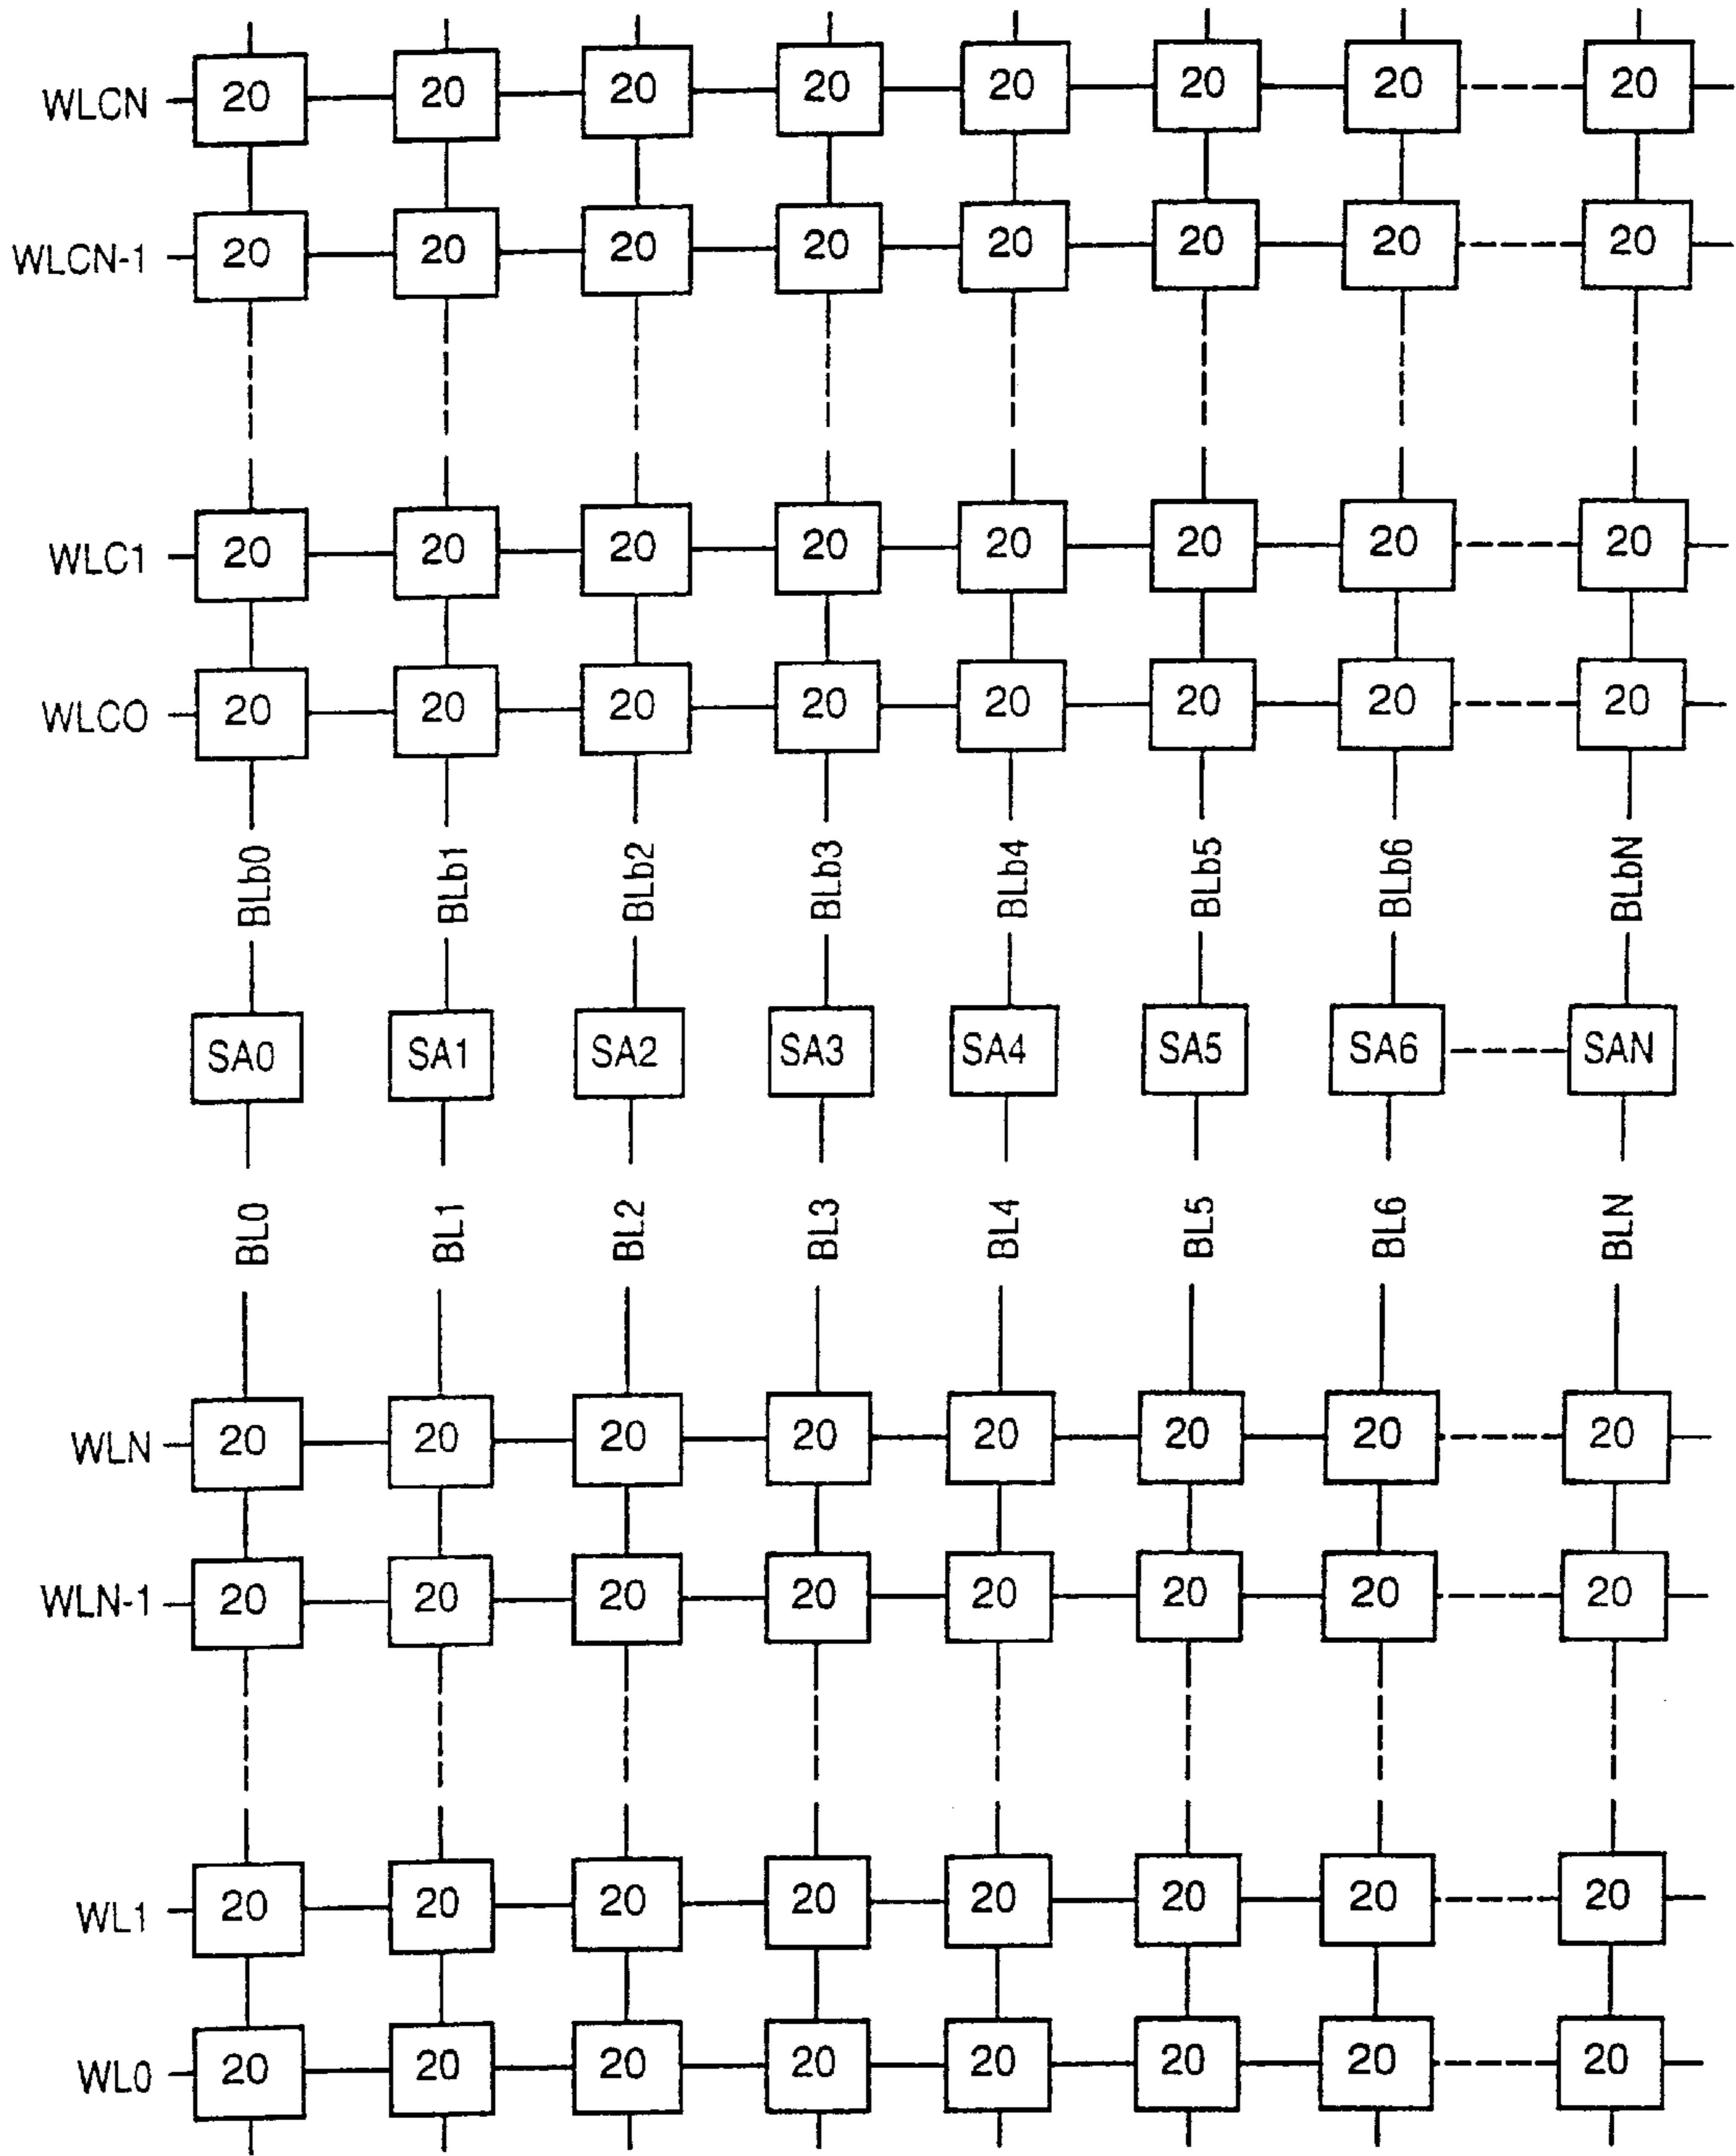 WLCN 20 20 20 20 20 20 20 20
WLCN-1 20 20 20 20 20 20 20 20
WLC1 20 20 20 20 20 20 20 20
WLCO 20 20 20 20 20 20 20 20
BLb0 BLb1 BLb2 BLb3 BLb4 BLb5 BLb6 BLbN
SA0 SA1 SA2 SA3 SA4 SA5 SA6 SAN
BL0 BL1 BL2 BL3 BL4 BL5 BL6 BLN
WLN 20 20 20 20 20 20 20 20
WLN-1 20 20 20 20 20 20 20 20
WL1 20 20 20 20 20 20 20 20
WL0 20 20 20 20 20 20 20 20